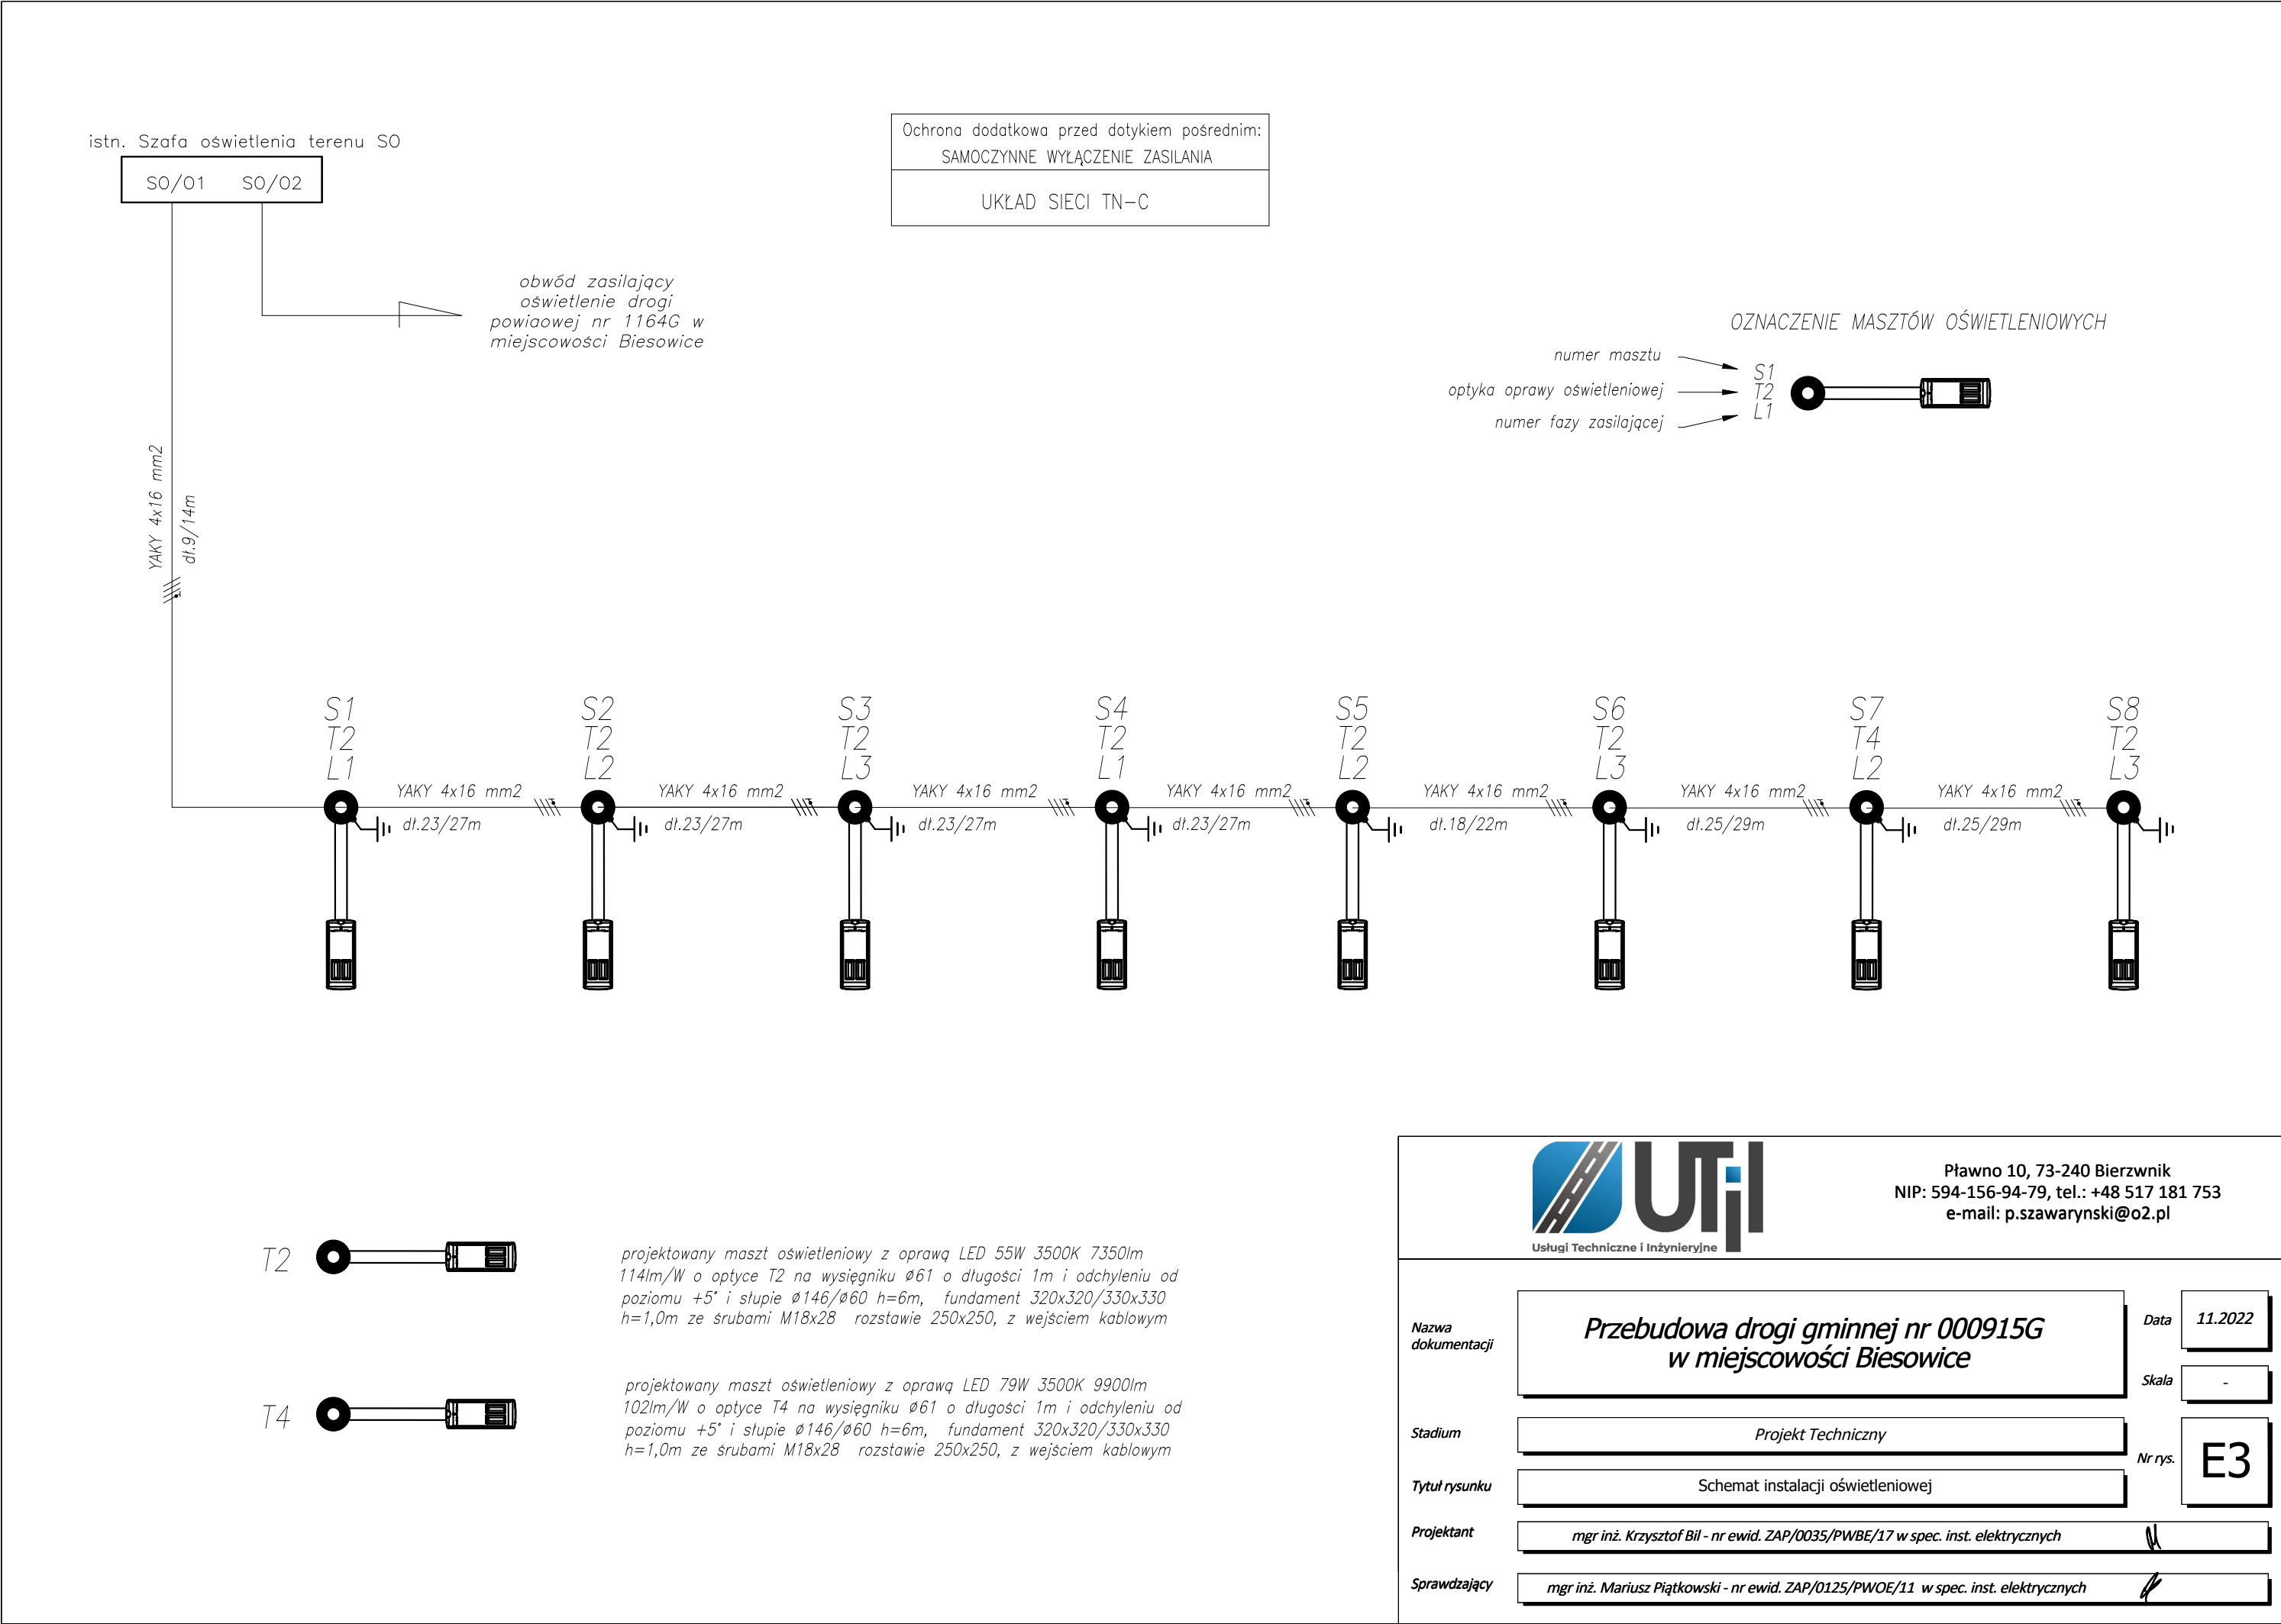 istn. Szafa oświetlenia terenu SO
SO/01 SO/02
Ochrona dodatkowa przed dotykiem pośrednim:
SAMOCZYNNE WYŁĄCZENIE ZASILANIA
UKŁAD SIECI TN-C
obwód zasilający
oświetlenie drogi
powiaowej nr 1164G w
miejscowości Biesowice
OZNACZENIE MASZTÓW OŚWIETLENIOWYCH
numer masztu
optyka oprawy oświetleniowej
numer fazy zasilającej
S1
T2
L1
YAKY 4x16 mm2
dł.9/14m
S1 S2 S3 S4 S5 S6 S7 S8
T2 T2 T2 T2 T2 T2 T4 T2
L1 L2 L3 L1 L2 L3 L2 L3
YAKY 4x16 mm2 YAKY 4x16 mm2 YAKY 4x16 mm2 YAKY 4x16 mm2 YAKY 4x16 mm2 YAKY 4x16 mm2 YAKY 4x16 mm2
dł.23/27m dł.23/27m dł.23/27m dł.23/27m dł.18/22m dł.25/29m dł.25/29m
T2
projektowany maszt oświetleniowy z oprawą LED 55W 3500K 7350lm
114lm/W o optyce T2 na wysięgniku ø61 o długości 1m i odchyleniu od
poziomu +5° i słupie ø146/ø60 h=6m, fundament 320x320/330x330
h=1,0m ze śrubami M18x28 rozstawie 250x250, z wejściem kablowym
T4
projektowany maszt oświetleniowy z oprawą LED 79W 3500K 9900lm
102lm/W o optyce T4 na wysięgniku ø61 o długości 1m i odchyleniu od
poziomu +5° i słupie ø146/ø60 h=6m, fundament 320x320/330x330
h=1,0m ze śrubami M18x28 rozstawie 250x250, z wejściem kablowym
UTiI
Usługi Techniczne i Inżynieryjne
Pławno 10, 73-240 Bierzwnik
NIP: 594-156-94-79, tel.: +48 517 181 753
e-mail: p.szawarynski@o2.pl
Nazwa
dokumentacji
Przebudowa drogi gminnej nr 000915G
w miejscowości Biesowice
Data 11.2022
Skala -
Stadium Projekt Techniczny
Nr rys. E3
Tytuł rysunku Schemat instalacji oświetleniowej
Projektant mgr inż. Krzysztof Bil - nr ewid. ZAP/0035/PWBE/17 w spec. inst. elektrycznych
Sprawdzający mgr inż. Mariusz Piątkowski - nr ewid. ZAP/0125/PWOE/11 w spec. inst. elektrycznych